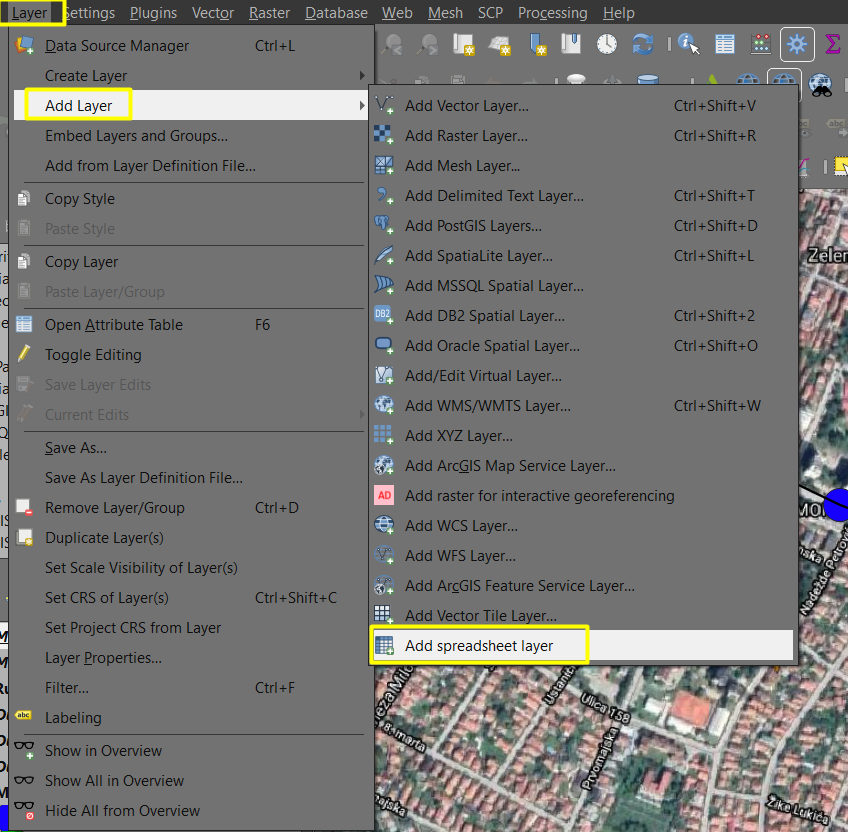 Layer Settings Plugins Vector Raster Database Web Mesh SCP Processing Help
Data Source Manager Ctrl+L
Create Layer
Add Layer
Embed Layers and Groups...
Add from Layer Definition File...
Copy Style
Paste Style
Copy Layer
Paste Layer/Group
Open Attribute Table F6
Toggle Editing
Save Layer Edits
Current Edits
Save As...
Save As Layer Definition File...
Remove Layer/Group Ctrl+D
Duplicate Layer(s)
Set Scale Visibility of Layer(s)
Set CRS of Layer(s) Ctrl+Shift+C
Set Project CRS from Layer
Layer Properties...
Filter... Ctrl+F
abc Labeling
Show in Overview
Show All in Overview
Hide All from Overview
Add Vector Layer... Ctrl+Shift+V
Add Raster Layer... Ctrl+Shift+R
Add Mesh Layer...
Add Delimited Text Layer... Ctrl+Shift+T
Add PostGIS Layers... Ctrl+Shift+D
Add SpatiaLite Layer... Ctrl+Shift+L
Add MSSQL Spatial Layer...
DB2 Add DB2 Spatial Layer... Ctrl+Shift+2
Add Oracle Spatial Layer... Ctrl+Shift+O
Add/Edit Virtual Layer...
Add WMS/WMTS Layer... Ctrl+Shift+W
Add XYZ Layer...
Add ArcGIS Map Service Layer...
AD Add raster for interactive georeferencing
Add WCS Layer...
Add WFS Layer...
Add ArcGIS Feature Service Layer...
Add Vector Tile Layer...
Add spreadsheet layer
Zelen
Nadežde Petrović
Ustanička
Ulica 158
8. marta
Prvomajska
Žike Lukića